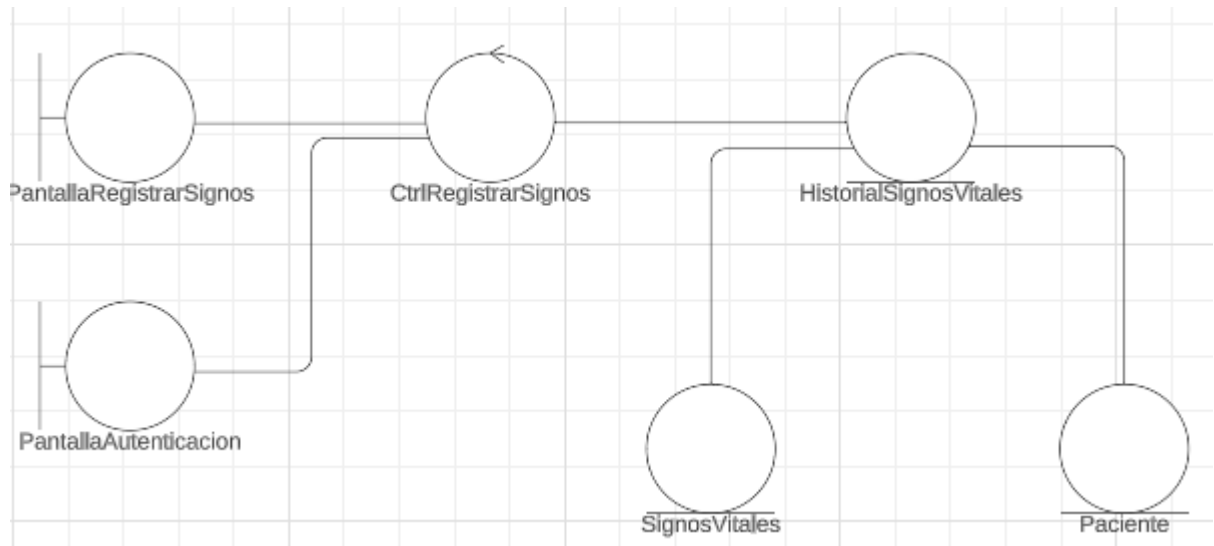 PantallaRegistrarSignos
CtrlRegistrarSignos
HistorialSignosVitales
PantallaAutenticacion
SignosVitales
Paciente